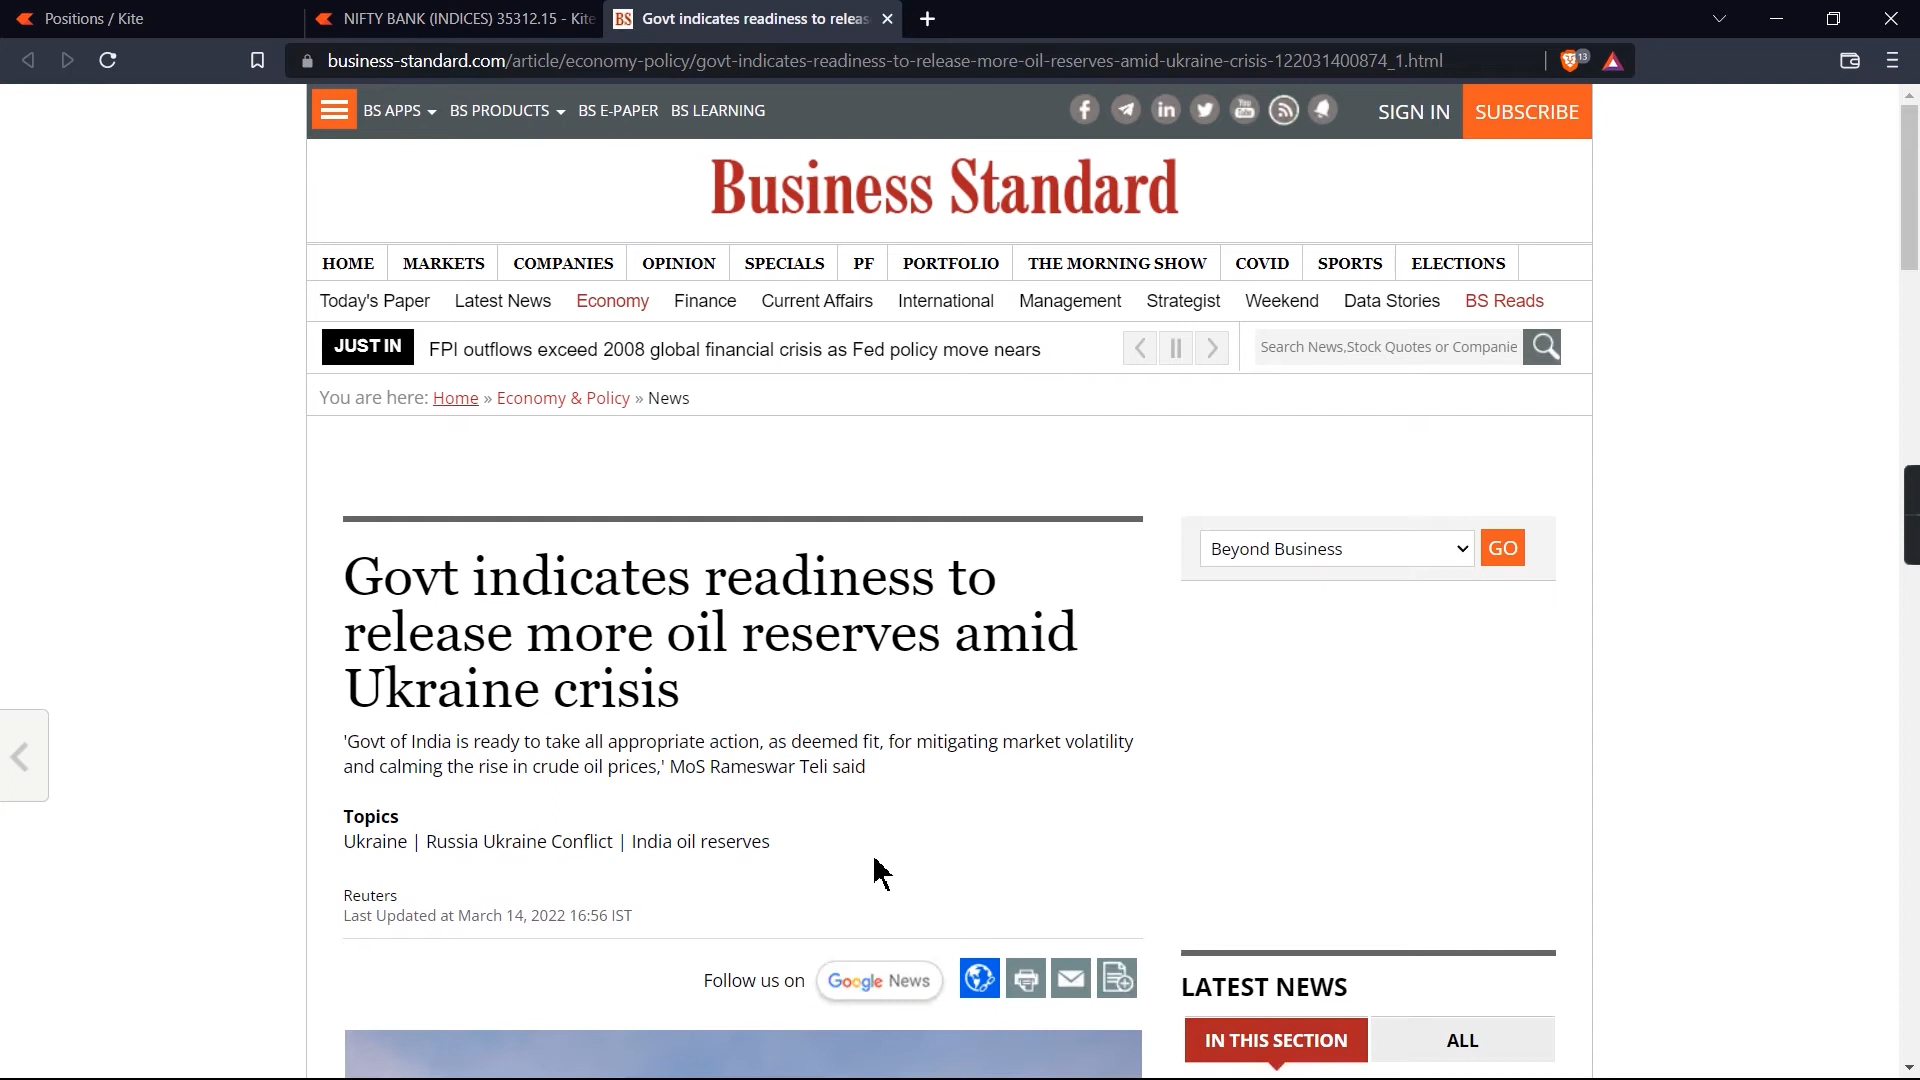 Positions / Kite
NIFTY BANK (INDICES) 35312.15 - Kite
BS Govt indicates readiness to releas
business-standard.com/article/economy-policy/govt-indicates-readiness-to-release-more-oil-reserves-amid-ukraine-crisis-122031400874_1.html
13
BS APPS BS PRODUCTS BS E-PAPER BS LEARNING
You Tube
SIGN IN SUBSCRIBE
Business Standard
HOME MARKETS COMPANIES OPINION SPECIALS PF PORTFOLIO THE MORNING SHOW COVID SPORTS ELECTIONS
Today's Paper Latest News Economy Finance Current Affairs International Management Strategist Weekend Data Stories BS Reads
JUST IN FPI outflows exceed 2008 global financial crisis as Fed policy move nears
Search News,Stock Quotes or Companie
You are here: Home » Economy & Policy » News
Beyond Business GO
Govt indicates readiness to
release more oil reserves amid
Ukraine crisis
'Govt of India is ready to take all appropriate action, as deemed fit, for mitigating market volatility
and calming the rise in crude oil prices,' MoS Rameswar Teli said
Topics
Ukraine | Russia Ukraine Conflict | India oil reserves
Reuters
Last Updated at March 14, 2022 16:56 IST
Follow us on Google News
LATEST NEWS
IN THIS SECTION ALL